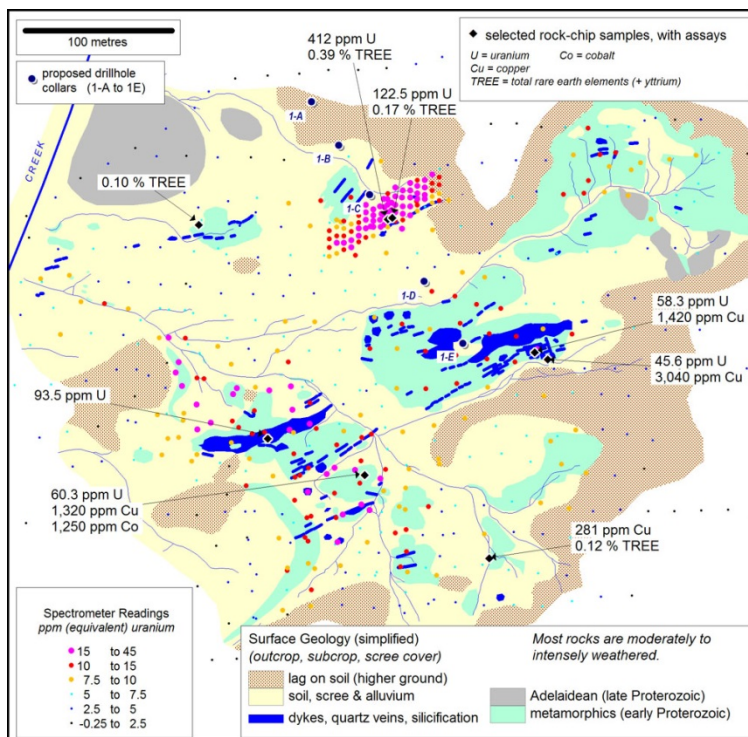 100 metres
proposed drillhole
collars (1-A to 1E)
412 ppm U
0.39 % TREE
selected rock-chip samples, with assays
U = uranium Co = cobalt
Cu = copper
TREE = total rare earth elements (+ yttrium)
122.5 ppm U
0.17 % TREE
1-A
1-B
CREEK
0.10 % TREE
1-C
1-D
58.3 ppm U
1,420 ppm Cu
1-E
45.6 ppm U
3,040 ppm Cu
93.5 ppm U
60.3 ppm U
1,320 ppm Cu
1,250 ppm Co
281 ppm Cu
0.12 % TREE
Spectrometer Readings
ppm (equivalent) uranium
15 to 45
10 to 15
7.5 to 10
5 to 7.5
2.5 to 5
-0.25 to 2.5
Surface Geology (simplified)
(outcrop, subcrop, scree cover)
Most rocks are moderately to
intensely weathered.
lag on soil (higher ground)
soil, scree & alluvium
dykes, quartz veins, silicification
Adelaidean (late Proterozoic)
metamorphics (early Proterozoic)